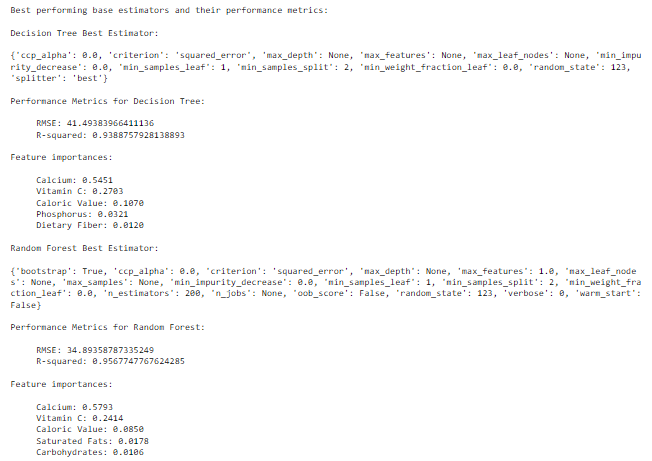 Best performing base estimators and their performance metrics:
Decision Tree Best Estimator:
{'ccp_alpha': 0.0, 'criterion': 'squared_error', 'max_depth': None, 'max_features': None, 'max_leaf_nodes': None, 'min_impu
rity_decrease': 0.0, 'min_samples_leaf': 1, 'min_samples_split': 2, 'min_weight_fraction_leaf': 0.0, 'random_state': 123,
'splitter': 'best'}
Performance Metrics for Decision Tree:
RMSE: 41.49383966411136
R-squared: 0.9388757928138893
Feature importances:
Calcium: 0.5451
Vitamin C: 0.2703
Caloric Value: 0.1070
Phosphorus: 0.0321
Dietary Fiber: 0.0120
Random Forest Best Estimator:
{'bootstrap': True, 'ccp_alpha': 0.0, 'criterion': 'squared_error', 'max_depth': None, 'max_features': 1.0, 'max_leaf_node
s': None, 'max_samples': None, 'min_impurity_decrease': 0.0, 'min_samples_leaf': 1, 'min_samples_split': 2, 'min_weight_fra
ction_leaf': 0.0, 'n_estimators': 200, 'n_jobs': None, 'oob_score': False, 'random_state': 123, 'verbose': 0, 'warm_start':
False}
Performance Metrics for Random Forest:
RMSE: 34.89358787335249
R-squared: 0.9567747767624285
Feature importances:
Calcium: 0.5793
Vitamin C: 0.2414
Caloric Value: 0.0850
Saturated Fats: 0.0178
Carbohydrates: 0.0106